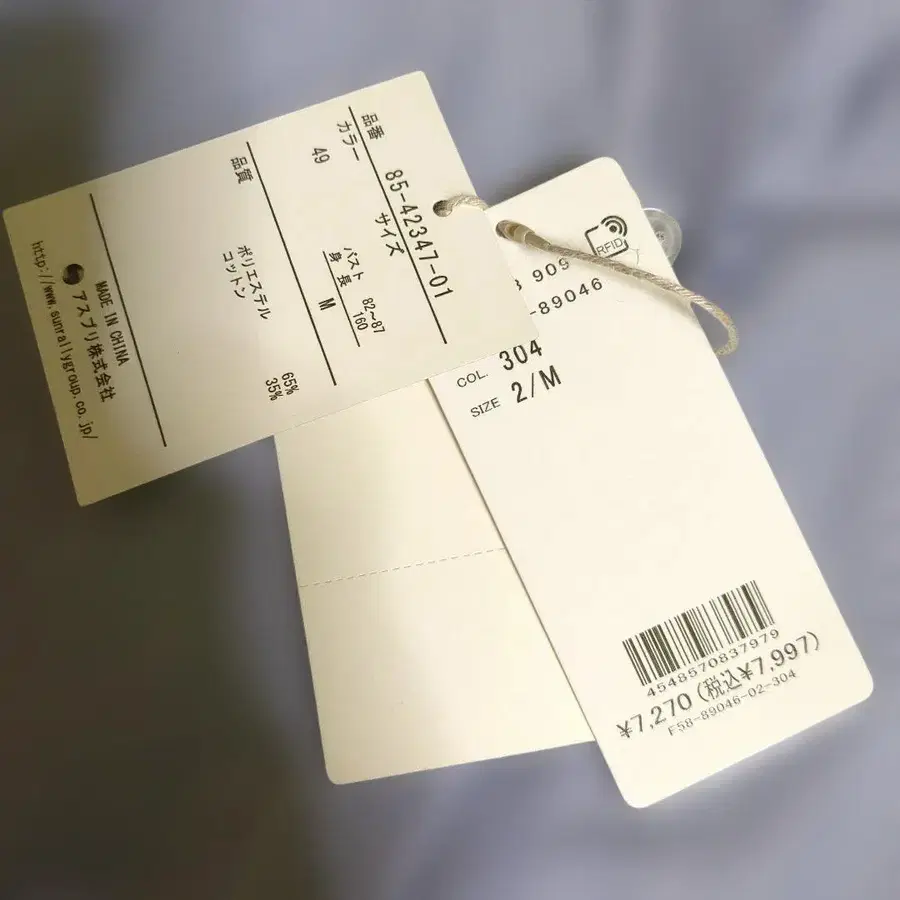 品番 85-42347-01
カラー サイズ
49 バスト 82～87
身長 160
M
品質 ポリエステル 65%
コットン 35%
MADE IN CHINA
アスプリ株式会社
http://www.sunrallygroup.co.jp/
RFID
909
-89046
COL. 304
SIZE 2/M
4548570837979
¥7,270(税込¥7,997)
F58-89046-02-304